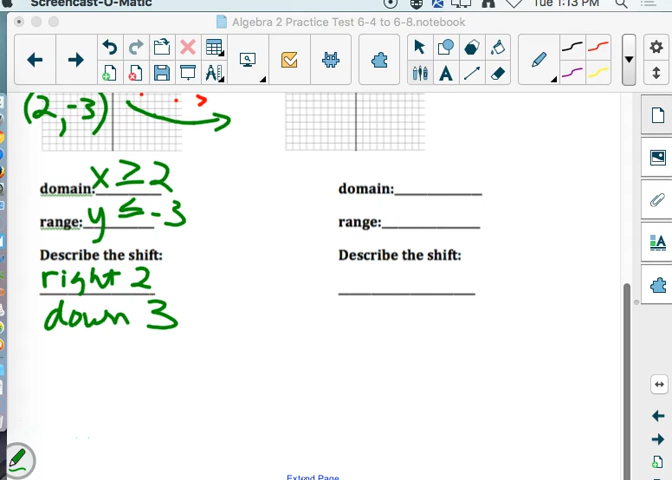 Screencast-O-Matic
Tue 1:13 PM
Algebra 2 Practice Test 6-4 to 6-8.notebook
(2, -3)
domain: x ≥ 2
range: y ≤ -3
Describe the shift:
right 2
down 3
domain:
range:
Describe the shift:
Extend Page